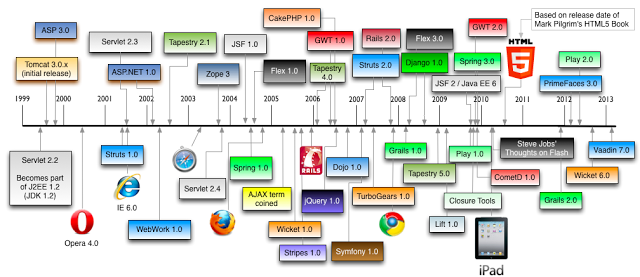 CakePHP 1.0
ASP 3.0
Servlet 2.3
Tapestry 2.1
JSF 1.0
GWT 1.0
Rails 2.0
Flex 3.0
GWT 2.0
HTML
5
Based on release date of
Mark Pilgrim's HTML5 Book
Tomcat 3.0.x
(initial release)
ASP.NET 1.0
Zope 3
Flex 1.0
Tapestry
4.0
Struts 2.0
Django 1.0
Spring 3.0
JSF 2 / Java EE 6
Play 2.0
PrimeFaces 3.0
1999
2000
2001
2002
2003
2004
2005
2006
2007
2008
2009
2010
2011
2012
2013
Servlet 2.2
Becomes part
of J2EE 1.2
(JDK 1.2)
Struts 1.0
IE 6.0
Opera 4.0
WebWork 1.0
Servlet 2.4
Spring 1.0
AJAX term
coined
RAILS
Wicket 1.0
Stripes 1.0
jQuery 1.0
Dojo 1.0
Symfony 1.0
TurboGears 1.0
Grails 1.0
Tapestry 5.0
Lift 1.0
Play 1.0
Closure Tools
iPad
CometD 1.0
Steve Jobs'
Thoughts on Flash
Grails 2.0
Wicket 6.0
Vaadin 7.0